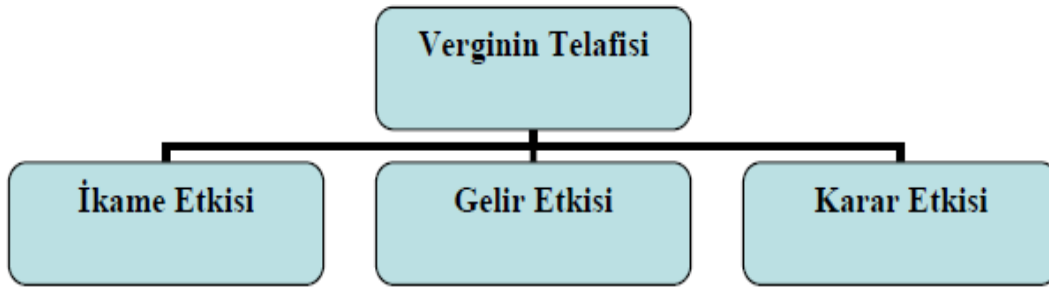 Verginin Telafisi
İkame Etkisi
Gelir Etkisi
Karar Etkisi